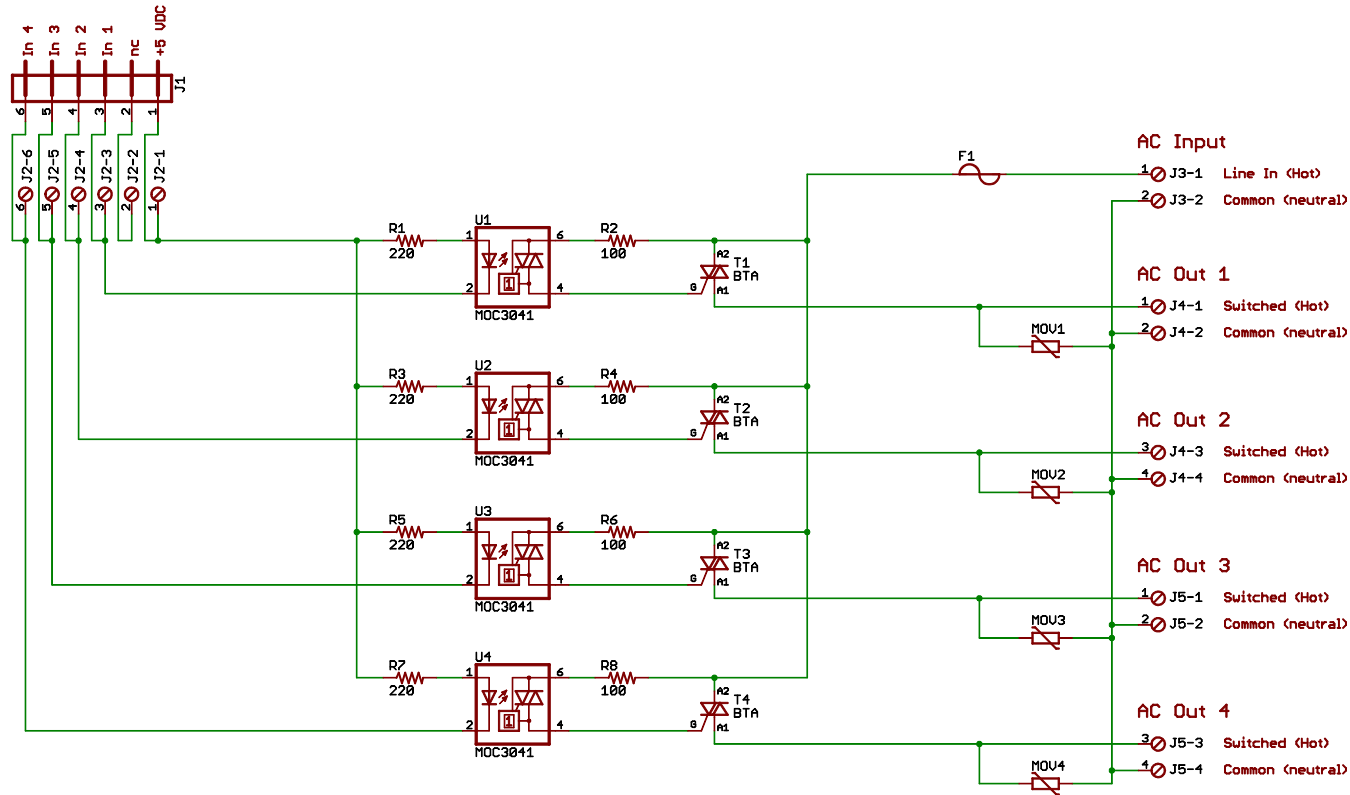 In 4
In 3
In 2
In 1
nc
+5 VDC
J1
6
5
4
3
2
1
J2-6
J2-5
J2-4
J2-3
J2-2
J2-1
6
5
4
3
2
1
F1
AC Input
1 J3-1 Line In (Hot)
2 J3-2 Common (neutral)
R1
220
U1
1
2
6
4
1
MOC3041
R2
100
A2
T1
BTA
G
A1
AC Out 1
1 J4-1 Switched (Hot)
2 J4-2 Common (neutral)
MOV1
R3
220
U2
1
2
6
4
1
MOC3041
R4
100
A2
T2
BTA
G
A1
AC Out 2
3 J4-3 Switched (Hot)
4 J4-4 Common (neutral)
MOV2
R5
220
U3
1
2
6
4
1
MOC3041
R6
100
A2
T3
BTA
G
A1
AC Out 3
1 J5-1 Switched (Hot)
2 J5-2 Common (neutral)
MOV3
R7
220
U4
1
2
6
4
1
MOC3041
R8
100
A2
T4
BTA
G
A1
AC Out 4
3 J5-3 Switched (Hot)
4 J5-4 Common (neutral)
MOV4